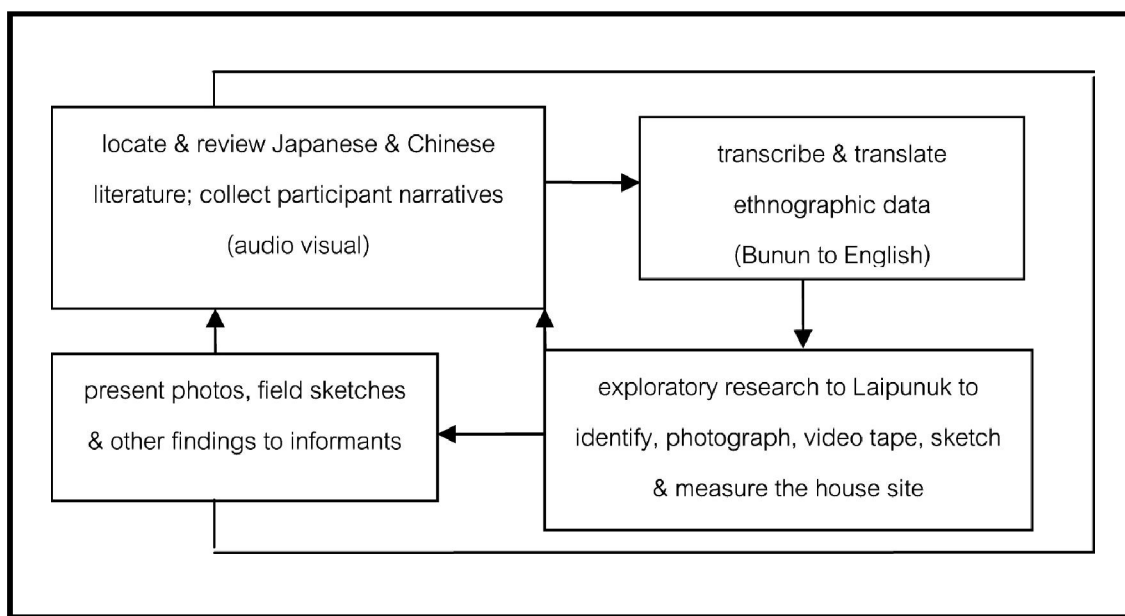 locate & review Japanese & Chinese
literature; collect participant narratives
(audio visual)
transcribe & translate
ethnographic data
(Bunun to English)
present photos, field sketches
& other findings to informants
exploratory research to Laipunuk to
identify, photograph, video tape, sketch
& measure the house site